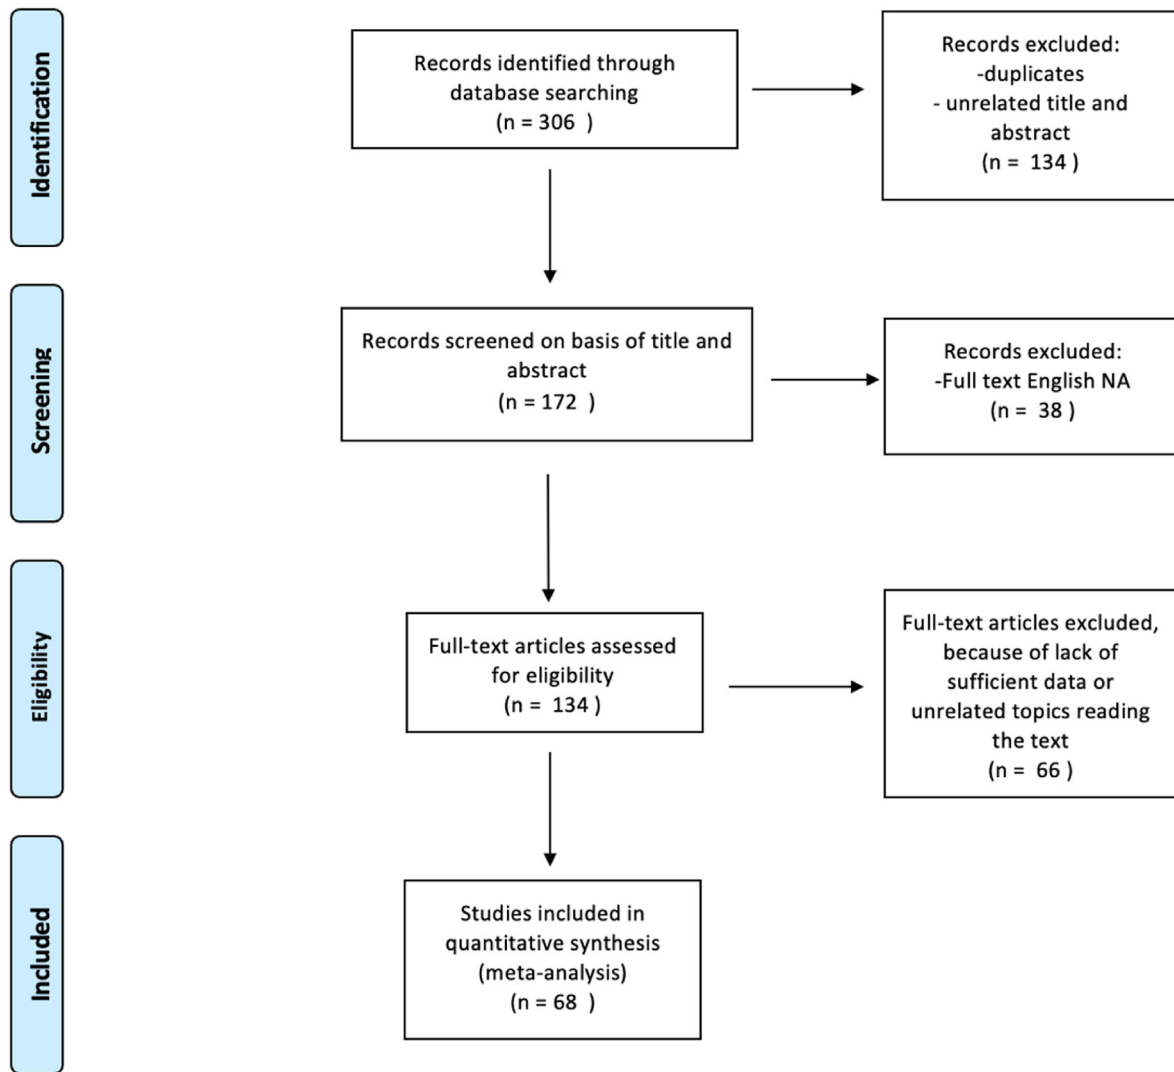 Identification
Records identified through
database searching
(n = 306 )
Records excluded:
-duplicates
- unrelated title and
abstract
(n = 134 )
Screening
Records screened on basis of title and
abstract
(n = 172 )
Records excluded:
-Full text English NA
(n = 38 )
Eligibility
Full-text articles assessed
for eligibility
(n = 134 )
Full-text articles excluded,
because of lack of
sufficient data or
unrelated topics reading
the text
(n = 66 )
Included
Studies included in
quantitative synthesis
(meta-analysis)
(n = 68 )